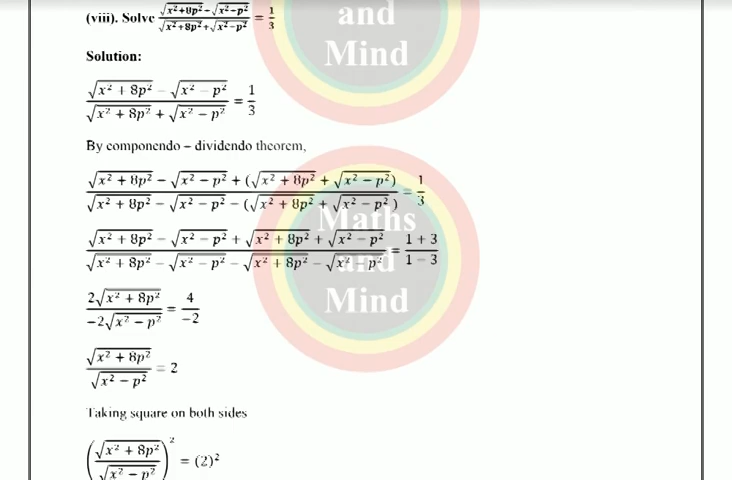 and
Mind
(viii). Solve (√(x²+8p²)−√(x²−p²))/(√(x²+8p²)+√(x²−p²)) = 1/3
Solution:
(√(x² + 8p²) − √(x² − p²))/(√(x² + 8p²) + √(x² − p²)) = 1/3
By componendo – dividendo theorem,
(√(x² + 8p²) − √(x² − p²) + (√(x² + 8p²) + √(x² − p²)))/(√(x² + 8p²) − √(x² − p²) − (√(x² + 8p²) + √(x² − p²))) = 1/3
Maths
and
Mind
(√(x² + 8p²) − √(x² − p²) + √(x² + 8p²) + √(x² − p²))/(√(x² + 8p²) − √(x² − p²) − √(x² + 8p²) − √(x² − p²)) = (1 + 3)/(1 − 3)
(2√(x² + 8p²))/(−2√(x² − p²)) = 4/(−2)
√(x² + 8p²)/√(x² − p²) = 2
Taking square on both sides
(√(x² + 8p²)/√(x² − p²))² = (2)²